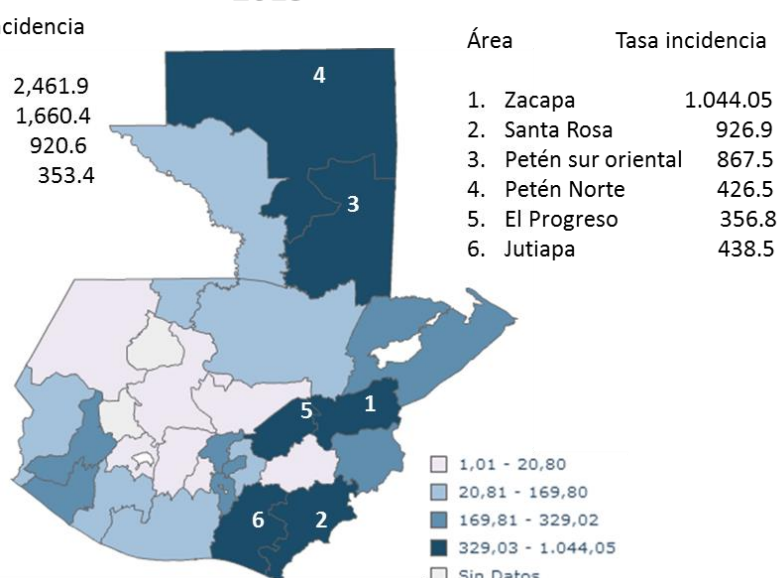 Área Tasa incidencia
2,461.9
1,660.4
920.6
353.4
1. Zacapa 1.044.05
2. Santa Rosa 926.9
3. Petén sur oriental 867.5
4. Petén Norte 426.5
5. El Progreso 356.8
6. Jutiapa 438.5
4
3
5
1
6
2
1,01 - 20,80
20,81 - 169,80
169,81 - 329,02
329,03 - 1.044,05
Sin Datos